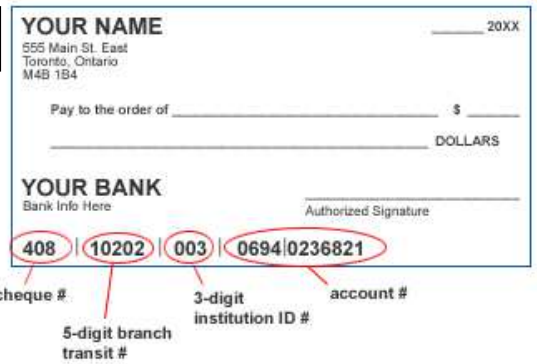 YOUR NAME
20XX
555 Main St. East
Toronto, Ontario
M4B 1B4
Pay to the order of $
DOLLARS
YOUR BANK
Bank Info Here
Authorized Signature
408 | 10202 | 003 | 0694|0236821
cheque #
5-digit branch
transit #
3-digit
institution ID #
account #